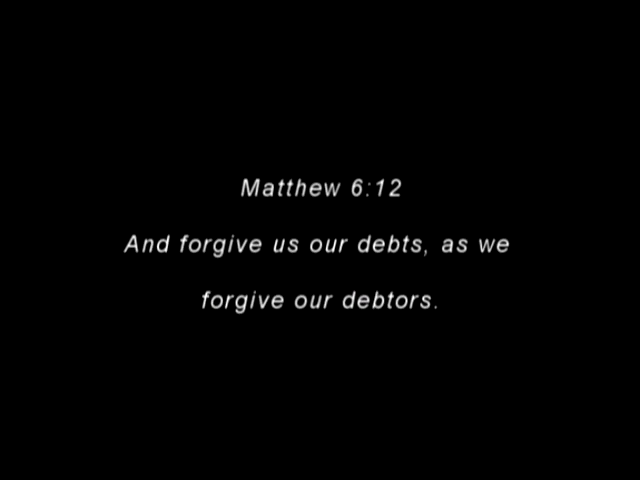 Matthew 6:12
And forgive us our debts, as we
forgive our debtors.